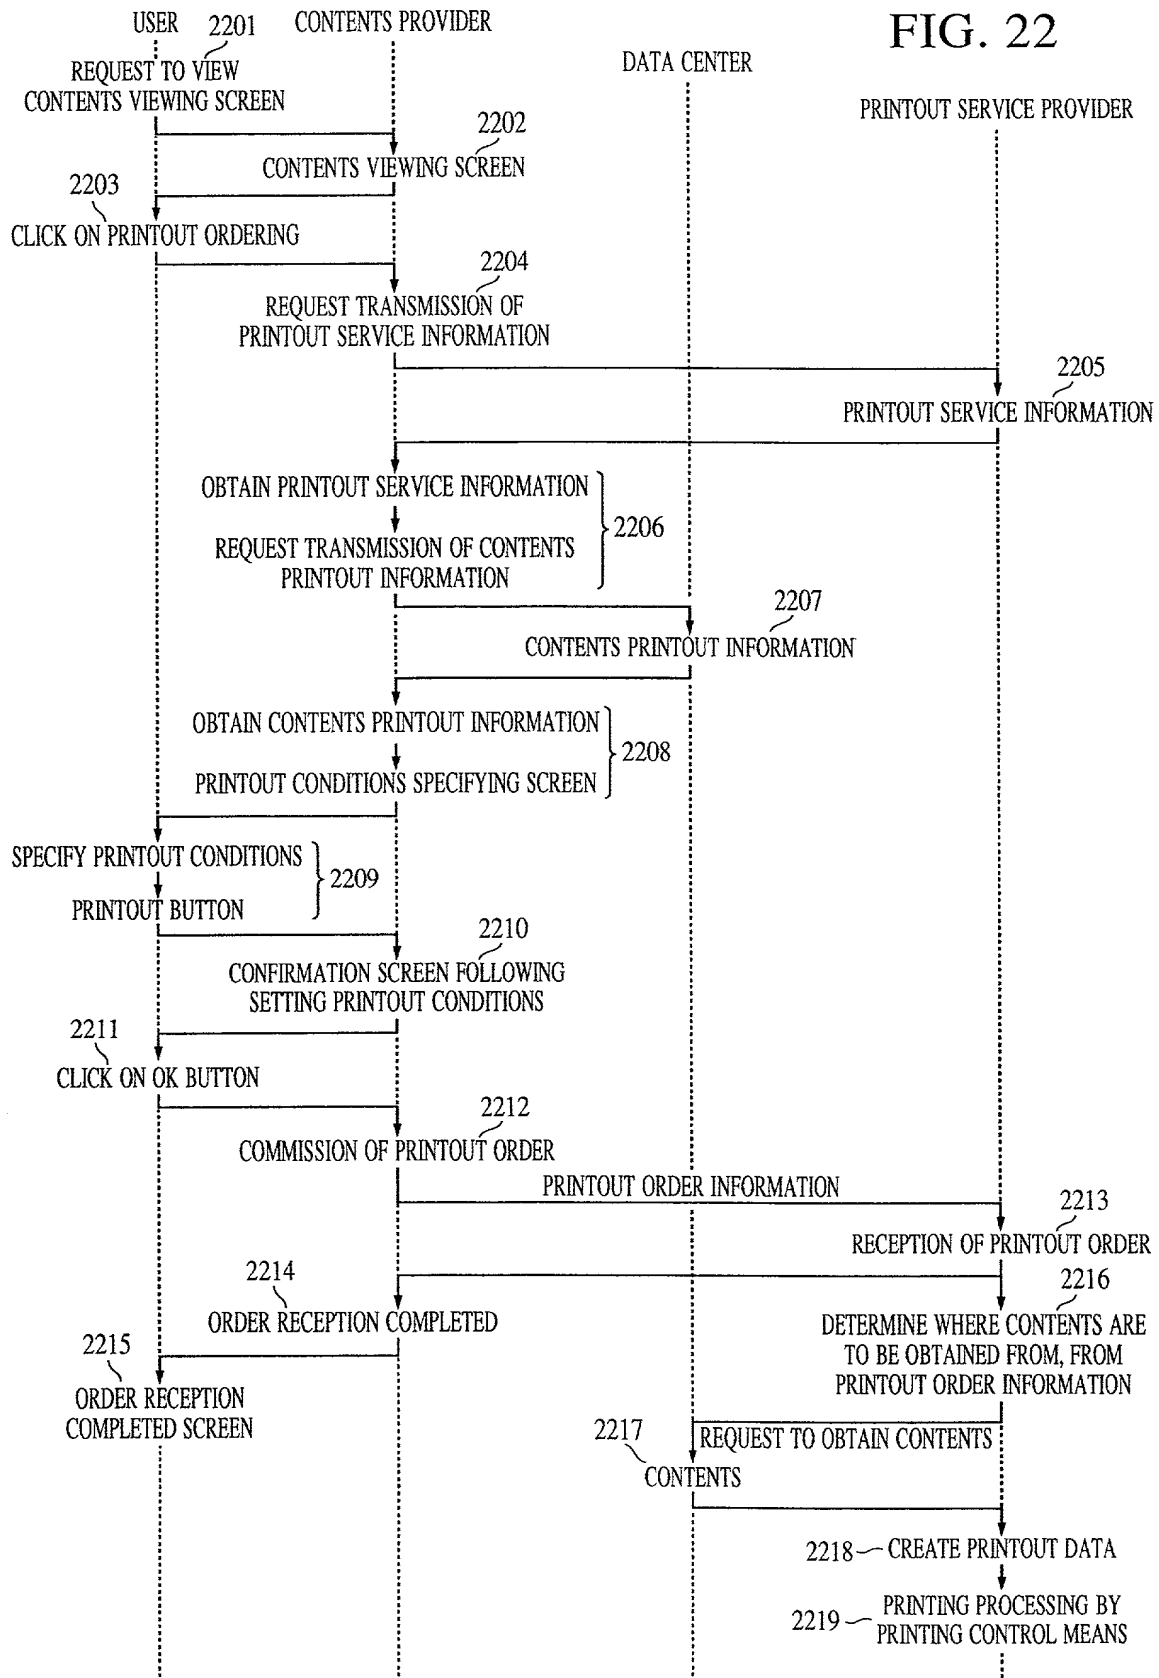 FIG. 22
USER
CONTENTS PROVIDER
DATA CENTER
PRINTOUT SERVICE PROVIDER
2201
REQUEST TO VIEW
CONTENTS VIEWING SCREEN
2202
CONTENTS VIEWING SCREEN
2203
CLICK ON PRINTOUT ORDERING
2204
REQUEST TRANSMISSION OF
PRINTOUT SERVICE INFORMATION
2205
PRINTOUT SERVICE INFORMATION
OBTAIN PRINTOUT SERVICE INFORMATION
2206
REQUEST TRANSMISSION OF CONTENTS
PRINTOUT INFORMATION
2207
CONTENTS PRINTOUT INFORMATION
OBTAIN CONTENTS PRINTOUT INFORMATION
2208
PRINTOUT CONDITIONS SPECIFYING SCREEN
SPECIFY PRINTOUT CONDITIONS
2209
PRINTOUT BUTTON
2210
CONFIRMATION SCREEN FOLLOWING
SETTING PRINTOUT CONDITIONS
2211
CLICK ON OK BUTTON
2212
COMMISSION OF PRINTOUT ORDER
PRINTOUT ORDER INFORMATION
2213
RECEPTION OF PRINTOUT ORDER
2214
ORDER RECEPTION COMPLETED
2215
ORDER RECEPTION
COMPLETED SCREEN
2216
DETERMINE WHERE CONTENTS ARE
TO BE OBTAINED FROM, FROM
PRINTOUT ORDER INFORMATION
REQUEST TO OBTAIN CONTENTS
2217
CONTENTS
2218
CREATE PRINTOUT DATA
2219
PRINTING PROCESSING BY
PRINTING CONTROL MEANS